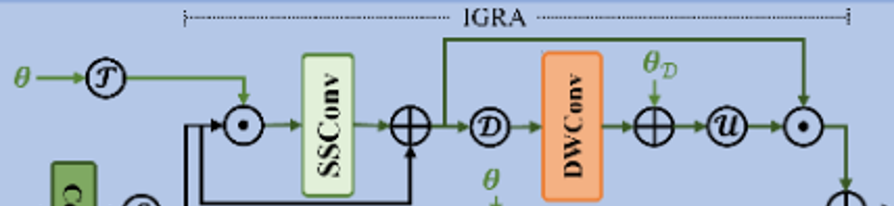 IGRA
θ
𝒯
SSConv
𝒟
DWConv
θ_𝒟
𝒰
θ